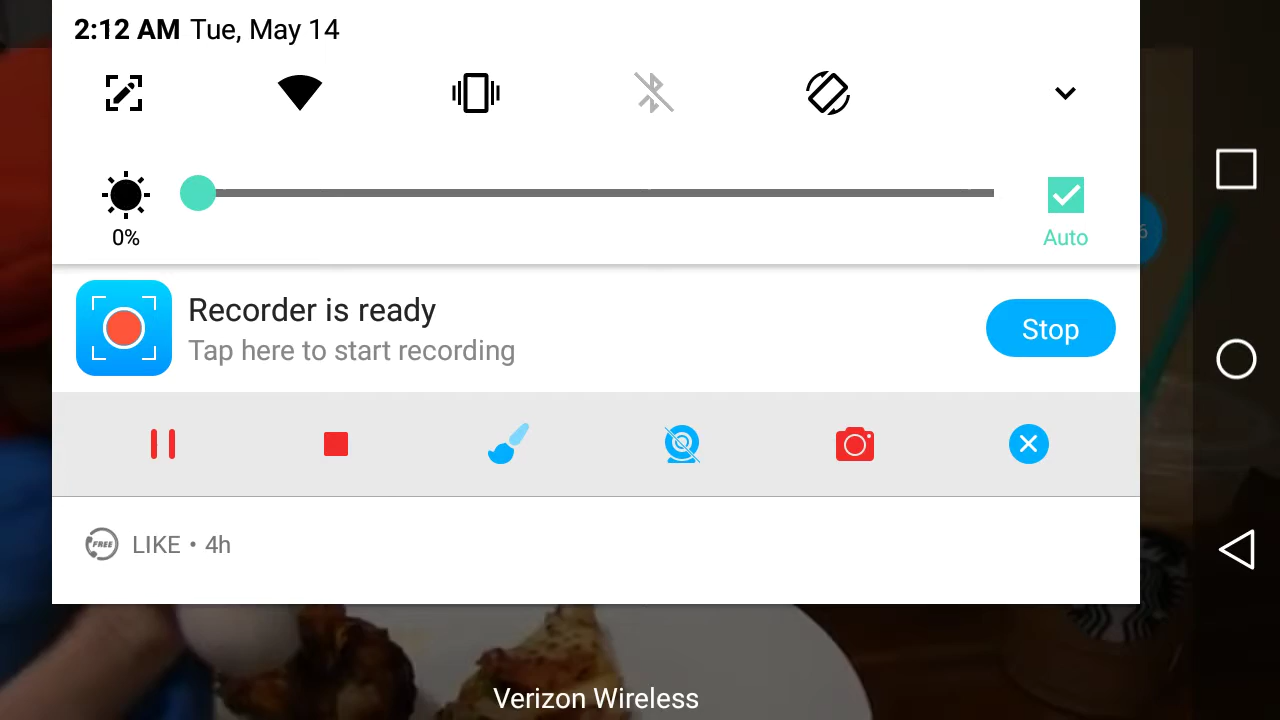 2:12 AM Tue, May 14
0%
Auto
Recorder is ready
Tap here to start recording
Stop
FREE
LIKE • 4h
Verizon Wireless